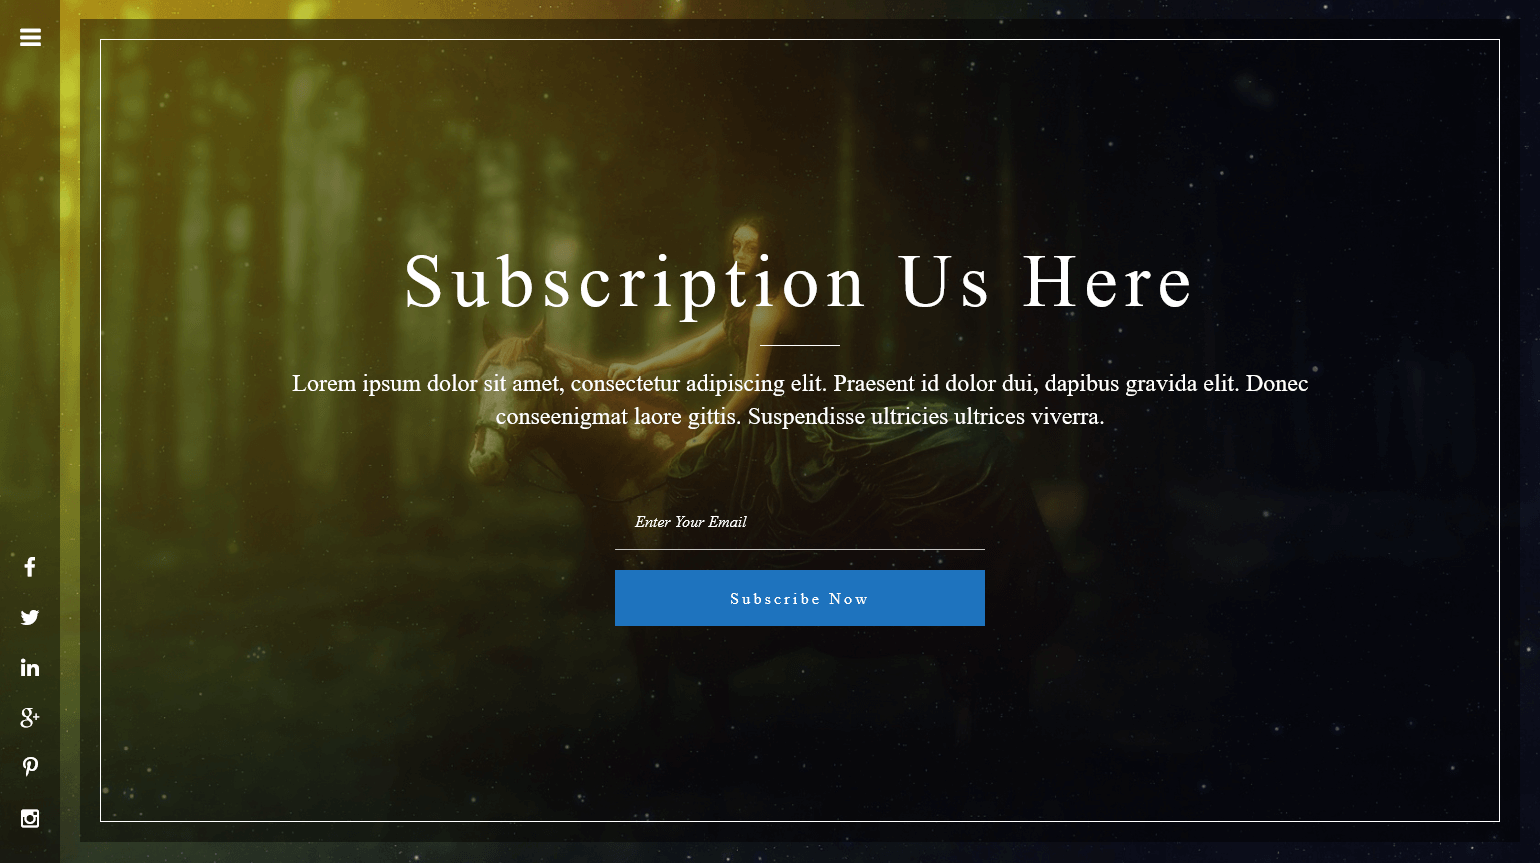 Subscription Us Here
Lorem ipsum dolor sit amet, consectetur adipiscing elit. Praesent id dolor dui, dapibus gravida elit. Donec
conseenigmat laore gittis. Suspendisse ultricies ultrices viverra.
Enter Your Email
Subscribe Now